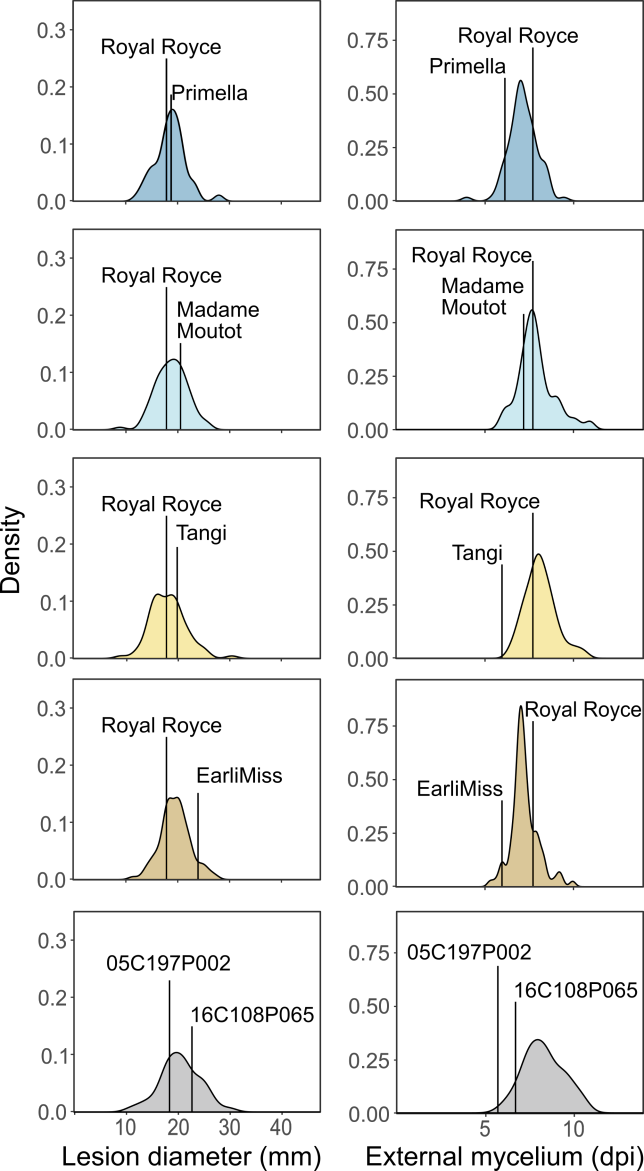 0.3
Royal Royce
0.2
Primella
0.1
0.0
0.75
Royal Royce
Primella
0.50
0.25
0.00
0.3
Royal Royce
0.2
Madame
Moutot
0.1
0.0
0.75
Royal Royce
Madame
Moutot
0.50
0.25
0.00
Density
0.3
Royal Royce
0.2
Tangi
0.1
0.0
0.75
Royal Royce
0.50
Tangi
0.25
0.00
0.3
Royal Royce
0.2
EarliMiss
0.1
0.0
0.75
Royal Royce
0.50
EarliMiss
0.25
0.00
0.3
05C197P002
0.2
16C108P065
0.1
0.0
10 20 30 40
Lesion diameter (mm)
0.75
05C197P002
16C108P065
0.50
0.25
0.00
5 10
External mycelium (dpi)